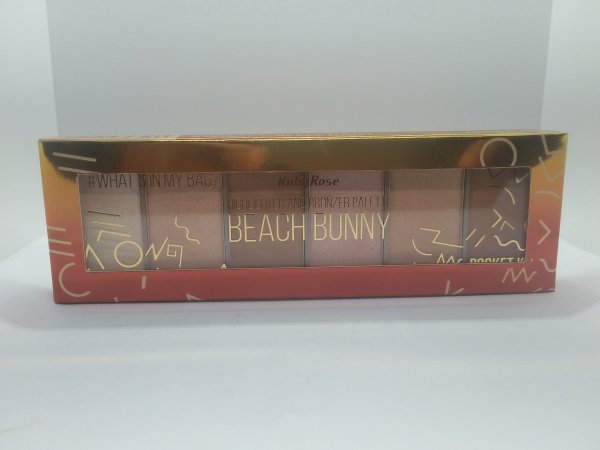 #WHAT IS IN MY BAG?
Ruby Rose
HIGHLIGHTER AND BRONZER PALETTE
BEACH BUNNY
POCKET